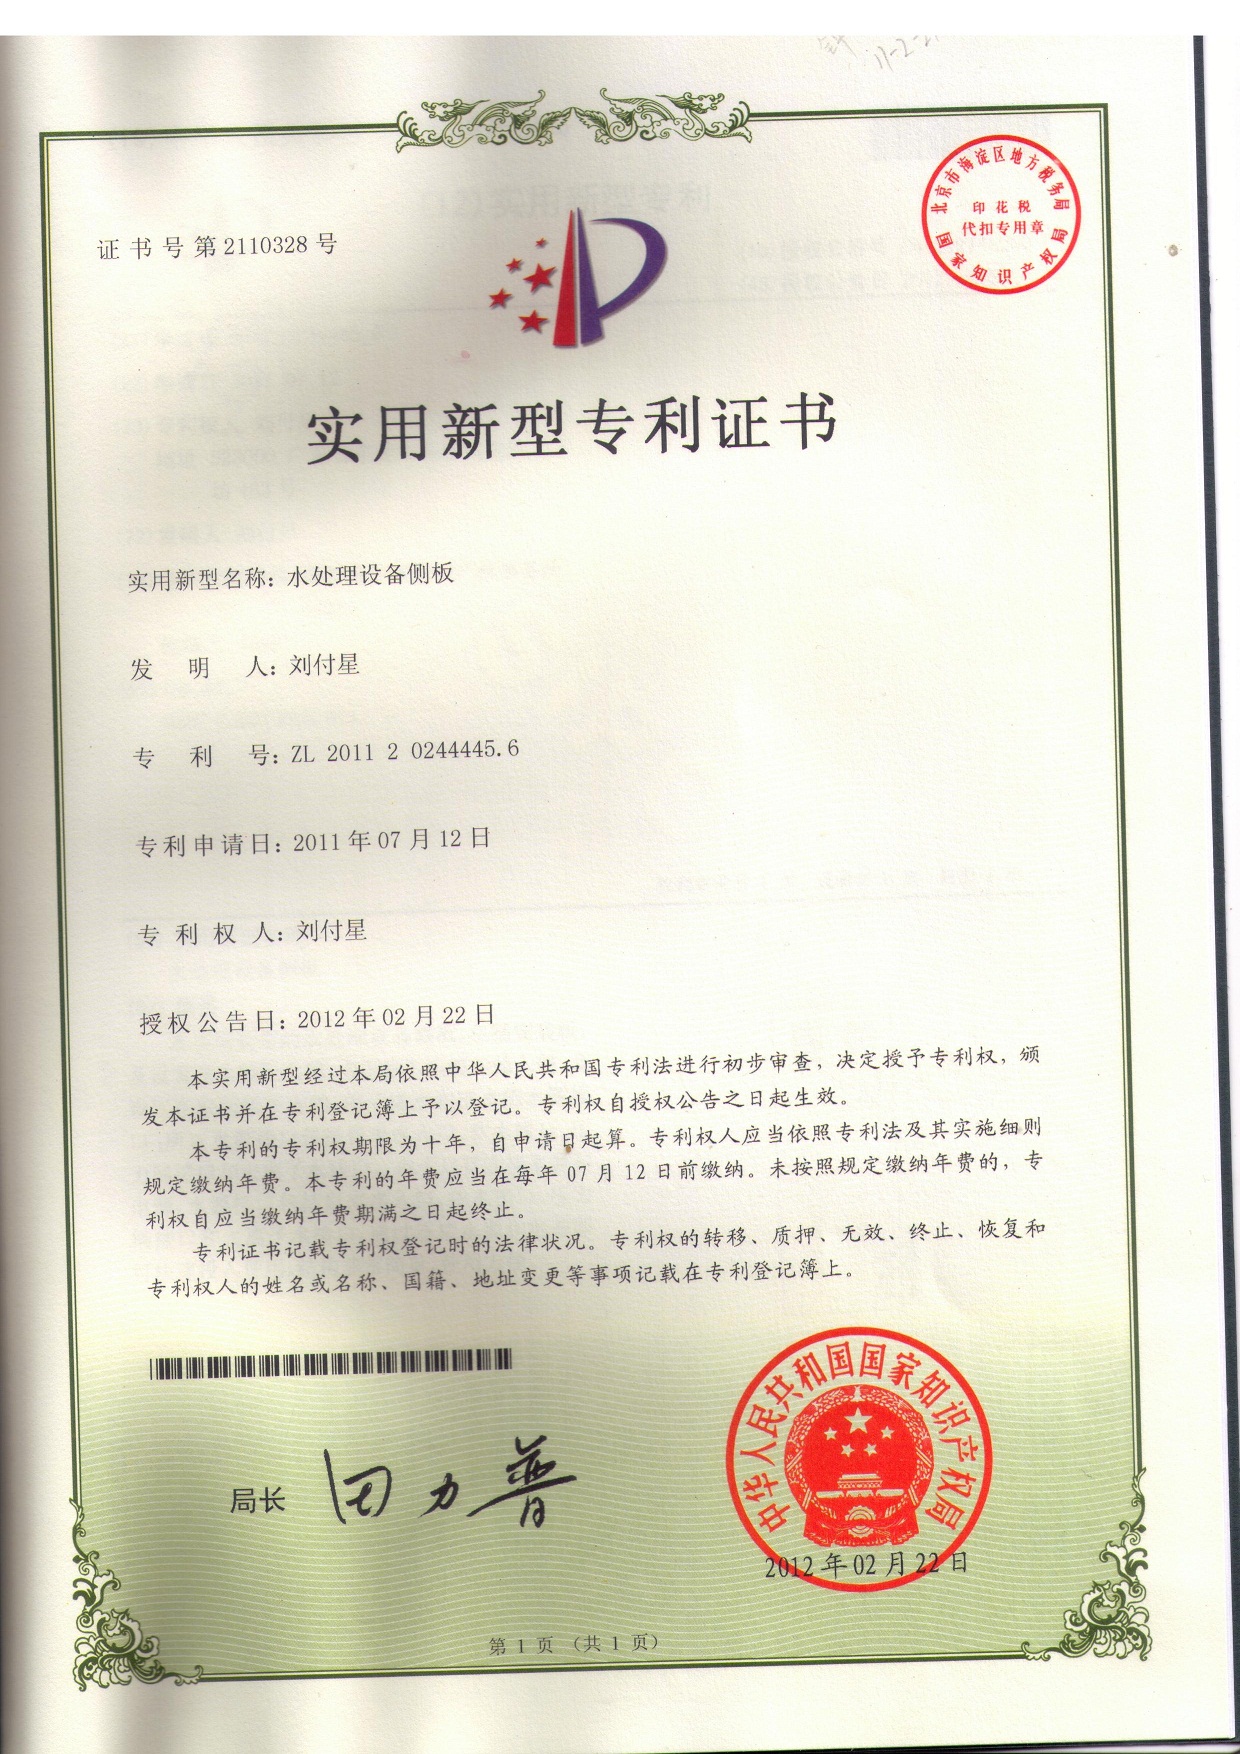 11-2-21
北京市海淀区地方税务局
印花税
代扣专用章
国家知识产权局
证书号第2110328号
实用新型专利证书
实用新型名称：水处理设备侧板
发明人：刘付星
专利号：ZL 2011 2 0244445.6
专利申请日：2011年07月12日
专利权人：刘付星
授权公告日：2012年02月22日
本实用新型经过本局依照中华人民共和国专利法进行初步审查，决定授予专利权，颁
发本证书并在专利登记簿上予以登记。专利权自授权公告之日起生效。
本专利的专利权期限为十年，自申请日起算。专利权人应当依照专利法及其实施细则
规定缴纳年费。本专利的年费应当在每年07月12日前缴纳。未按照规定缴纳年费的，专
利权自应当缴纳年费期满之日起终止。
专利证书记载专利权登记时的法律状况。专利权的转移、质押、无效、终止、恢复和
专利权人的姓名或名称、国籍、地址变更等事项记载在专利登记簿上。
局长 田力普
中华人民共和国国家知识产权局
2012年02月22日
第1页（共1页）